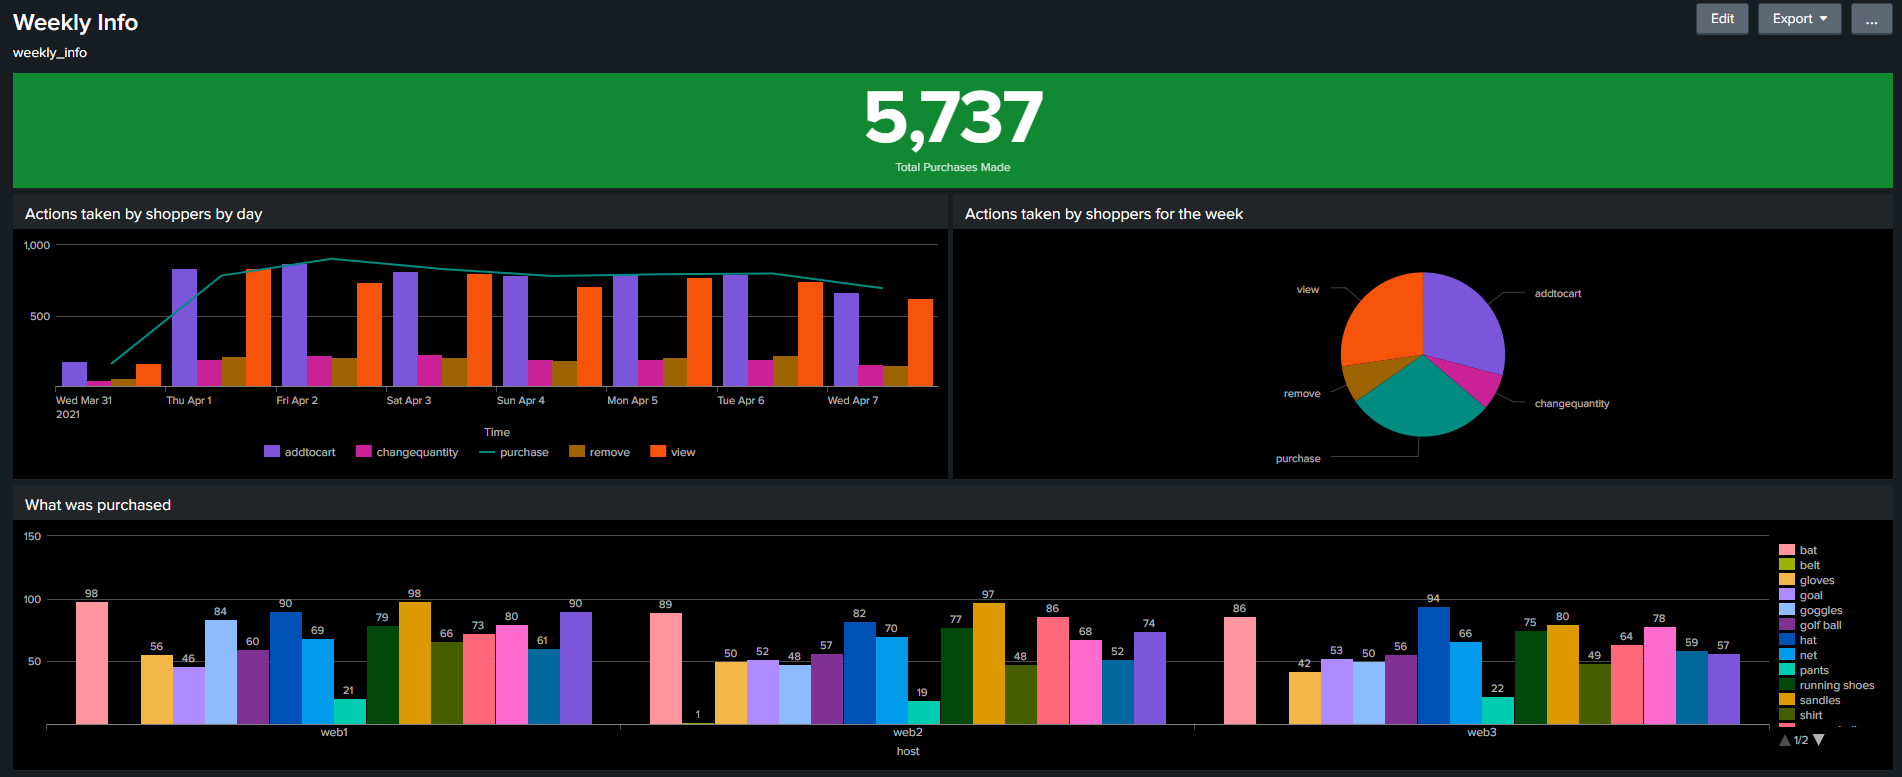 Weekly Info
Edit
Export
...
weekly_info
5,737
Total Purchases Made
Actions taken by shoppers by day
1,000
500
Wed Mar 31
2021
Thu Apr 1
Fri Apr 2
Sat Apr 3
Sun Apr 4
Mon Apr 5
Tue Apr 6
Wed Apr 7
Time
addtocart
changequantity
purchase
remove
view
Actions taken by shoppers for the week
view
addtocart
remove
changequantity
purchase
What was purchased
150
100
50
98
56
46
84
60
90
69
21
79
98
66
73
80
61
90
89
1
50
52
48
57
82
70
19
77
97
48
86
68
52
74
86
42
53
50
56
94
66
22
75
80
49
64
78
59
57
web1
web2
web3
host
bat
belt
gloves
goal
goggles
golf ball
hat
net
pants
running shoes
sandles
shirt
1/2